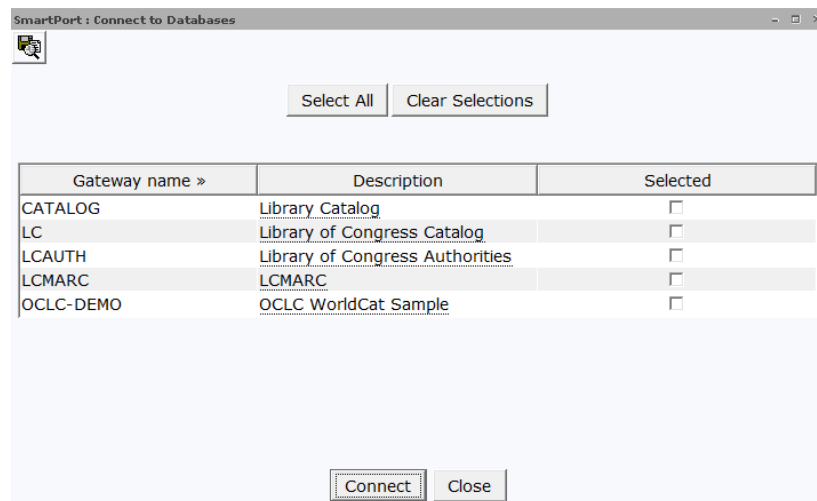 SmartPort : Connect to Databases
Select All Clear Selections
Gateway name » Description Selected
CATALOG Library Catalog
LC Library of Congress Catalog
LCAUTH Library of Congress Authorities
LCMARC LCMARC
OCLC-DEMO OCLC WorldCat Sample
Connect Close